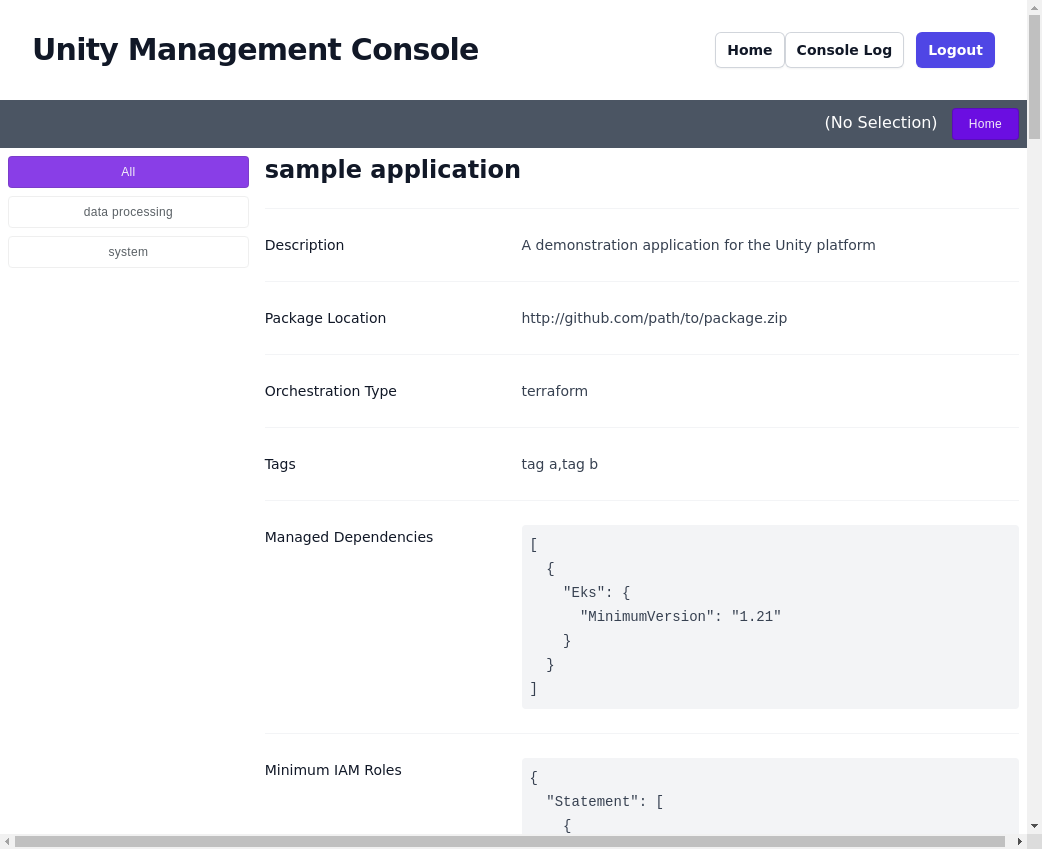 Unity Management Console
Home
Console Log
Logout
(No Selection)
Home
All
data processing
system
sample application
Description
A demonstration application for the Unity platform
Package Location
http://github.com/path/to/package.zip
Orchestration Type
terraform
Tags
tag a,tag b
Managed Dependencies
[
  {
    "Eks": {
      "MinimumVersion": "1.21"
    }
  }
]
Minimum IAM Roles
{
  "Statement": [
    {